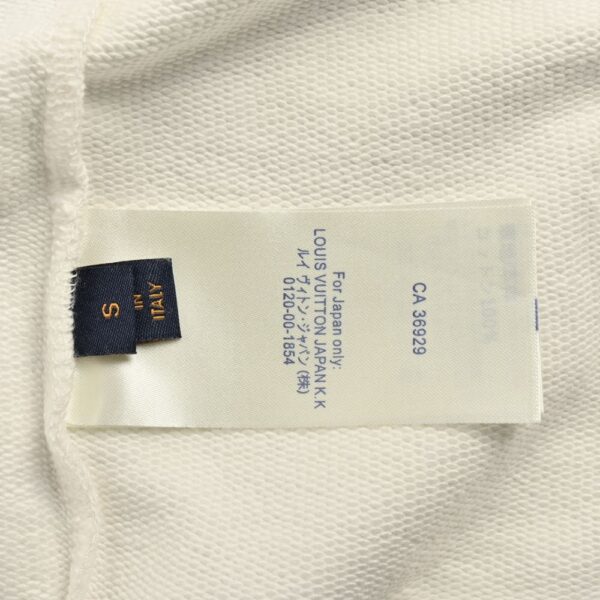 S
IN
ITALY
For Japan only:
LOUIS VUITTON JAPAN K.K
ルイ ヴィトン・ジャパン (株)
0120-00-1854
CA 36929